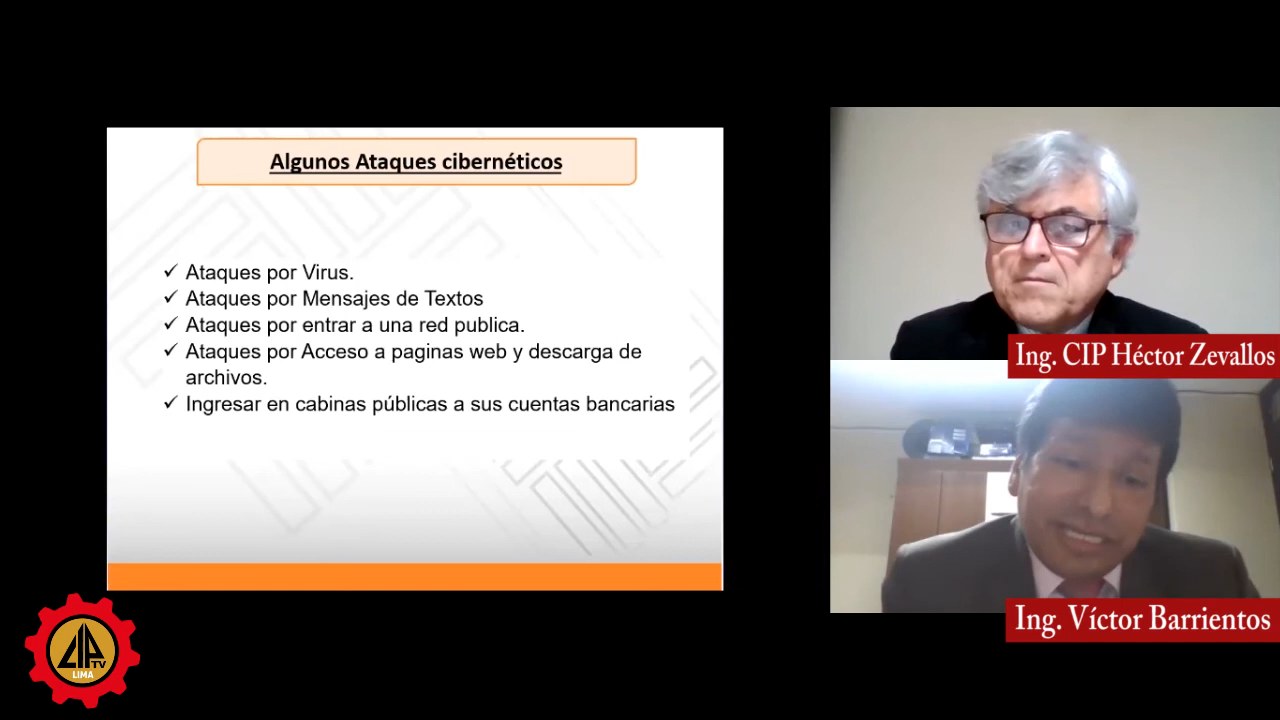 Algunos Ataques cibernéticos
✓ Ataques por Virus.
✓ Ataques por Mensajes de Textos
✓ Ataques por entrar a una red publica.
✓ Ataques por Acceso a paginas web y descarga de
archivos.
✓ Ingresar en cabinas públicas a sus cuentas bancarias
Ing. CIP Héctor Zevallos
Ing. Víctor Barrientos
CIP
TV
LIMA